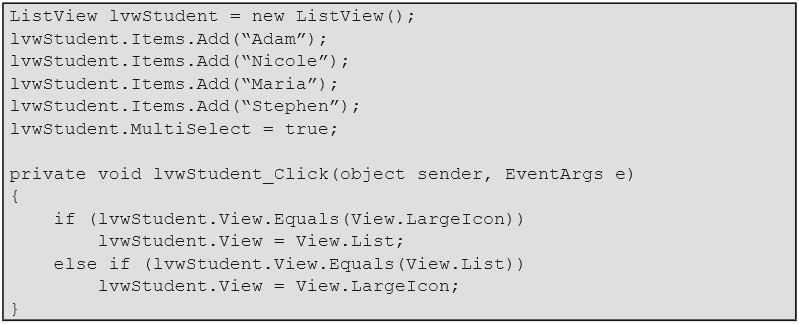 ListView lvwStudent = new ListView();
lvwStudent.Items.Add(“Adam”);
lvwStudent.Items.Add(“Nicole”);
lvwStudent.Items.Add(“Maria”);
lvwStudent.Items.Add(“Stephen”);
lvwStudent.MultiSelect = true;

private void lvwStudent_Click(object sender, EventArgs e)
{
    if (lvwStudent.View.Equals(View.LargeIcon))
        lvwStudent.View = View.List;
    else if (lvwStudent.View.Equals(View.List))
        lvwStudent.View = View.LargeIcon;
}